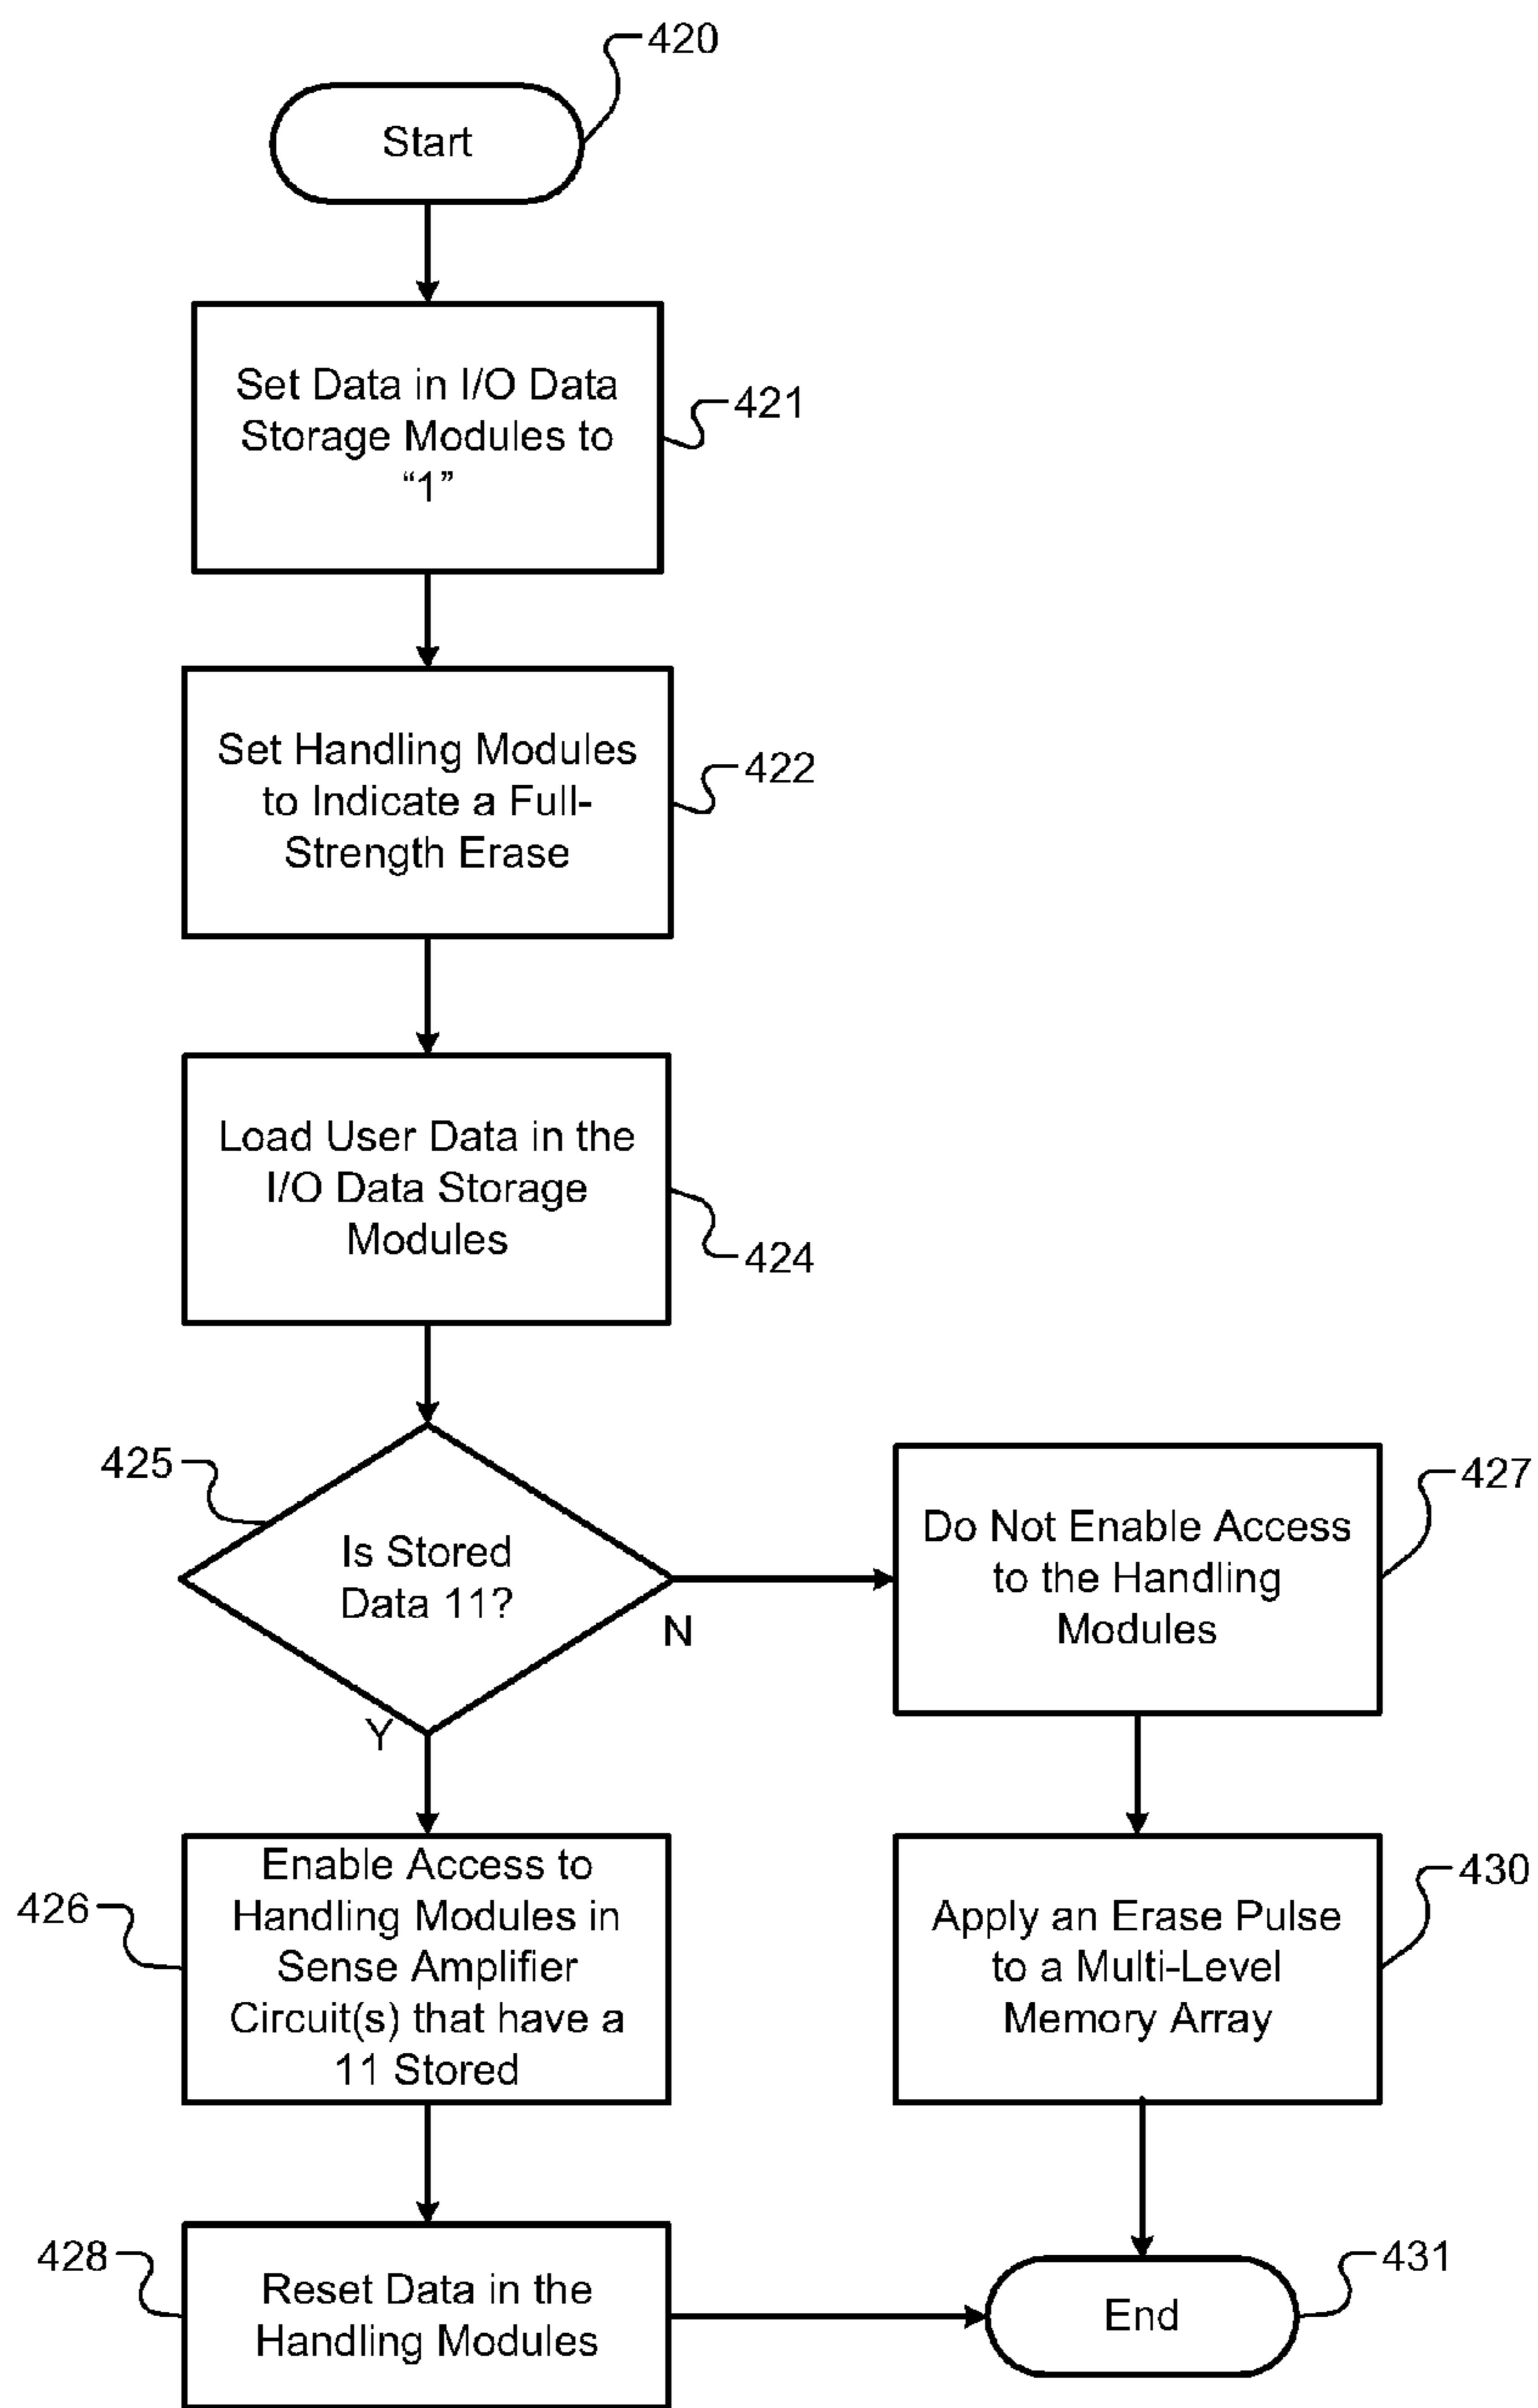 420
Start
Set Data in I/O Data
Storage Modules to
“1”
421
Set Handling Modules
to Indicate a Full-
Strength Erase
422
Load User Data in the
I/O Data Storage
Modules
424
425
Is Stored
Data 11?
N
Y
Do Not Enable Access
to the Handling
Modules
427
426
Enable Access to
Handling Modules in
Sense Amplifier
Circuit(s) that have a
11 Stored
Apply an Erase Pulse
to a Multi-Level
Memory Array
430
428
Reset Data in the
Handling Modules
End
431